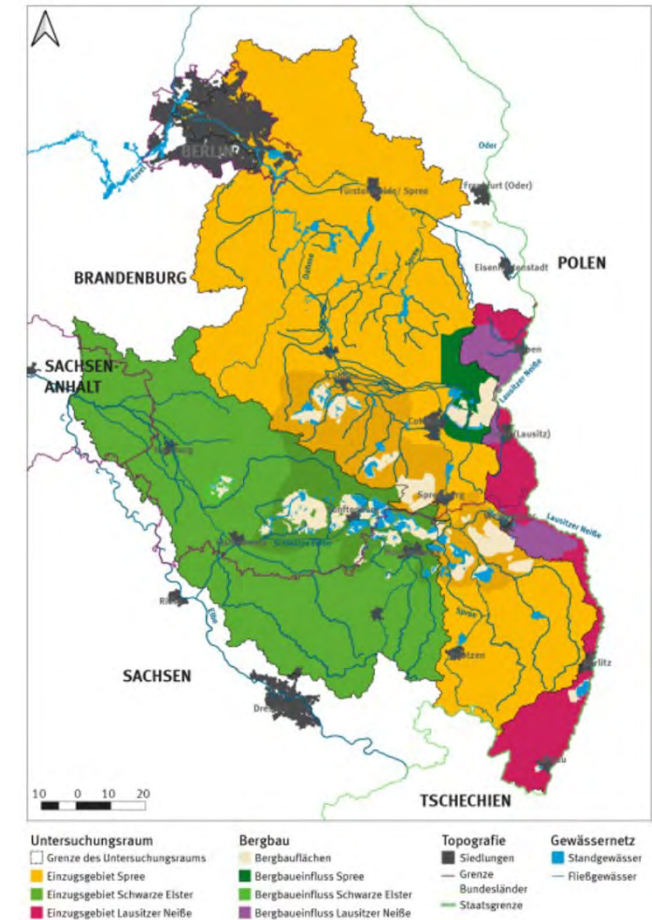 BERLIN
Havel
Oder
Frankfurt (Oder)
Eisenhüttenstadt
POLEN
BRANDENBURG
Dahme
Spree
SACHSEN-
ANHALT
Lausitzer Neiße
(Lausitz)
Lausitzer Neiße
Schwarze Elster
Elbe
Spree
SACHSEN
TSCHECHIEN
10 0 10 20
Untersuchungsraum
Grenze des Untersuchungsraums
Einzugsgebiet Spree
Einzugsgebiet Schwarze Elster
Einzugsgebiet Lausitzer Neiße
Bergbau
Bergbauflächen
Bergbaueinfluss Spree
Bergbaueinfluss Schwarze Elster
Bergbaueinfluss Lausitzer Neiße
Topografie
Siedlungen
Grenze
Bundesländer
Staatsgrenze
Gewässernetz
Standgewässer
Fließgewässer